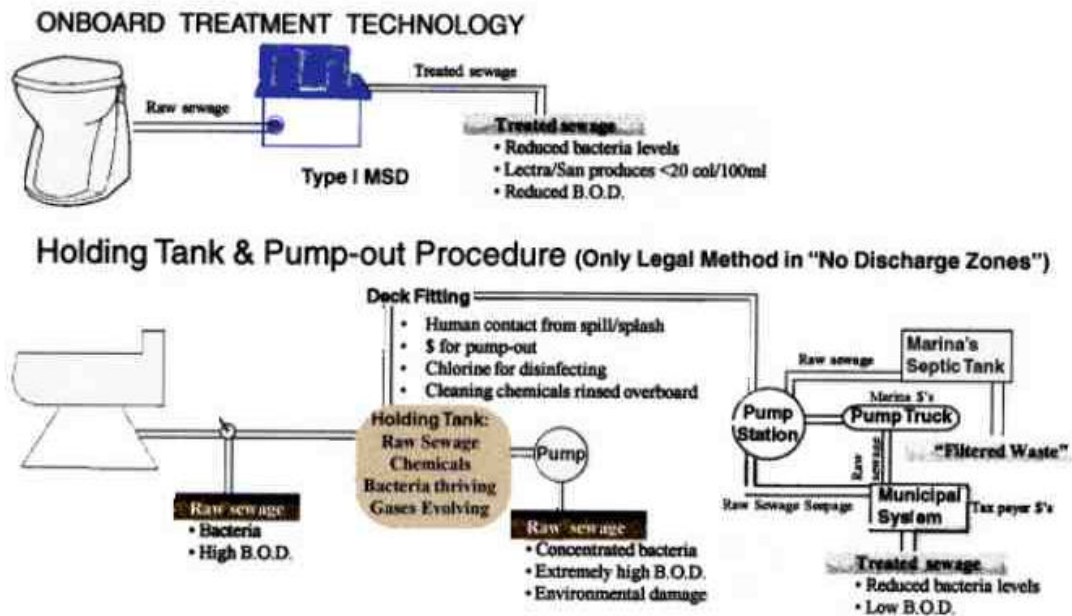 ONBOARD TREATMENT TECHNOLOGY
Raw sewage
Treated sewage
Type I MSD
Treated sewage
• Reduced bacteria levels
• Lectra/San produces <20 col/100ml
• Reduced B.O.D.
Holding Tank & Pump-out Procedure (Only Legal Method in "No Discharge Zones")
Deck Fitting
• Human contact from spill/splash
• $ for pump-out
• Chlorine for disinfecting
• Cleaning chemicals rinsed overboard
Holding Tank:
Raw Sewage
Chemicals
Bacteria thriving
Gases Evolving
Pump
Raw sewage
• Bacteria
• High B.O.D.
Raw sewage
• Concentrated bacteria
• Extremely high B.O.D.
• Environmental damage
Pump
Station
Raw sewage
Marina's
Septic Tank
Marina $'s
Pump Truck
"Filtered Waste"
Raw
sewage
Raw Sewage Seepage
Municipal
System
Tax payer $'s
Treated sewage
• Reduced bacteria levels
• Low B.O.D.